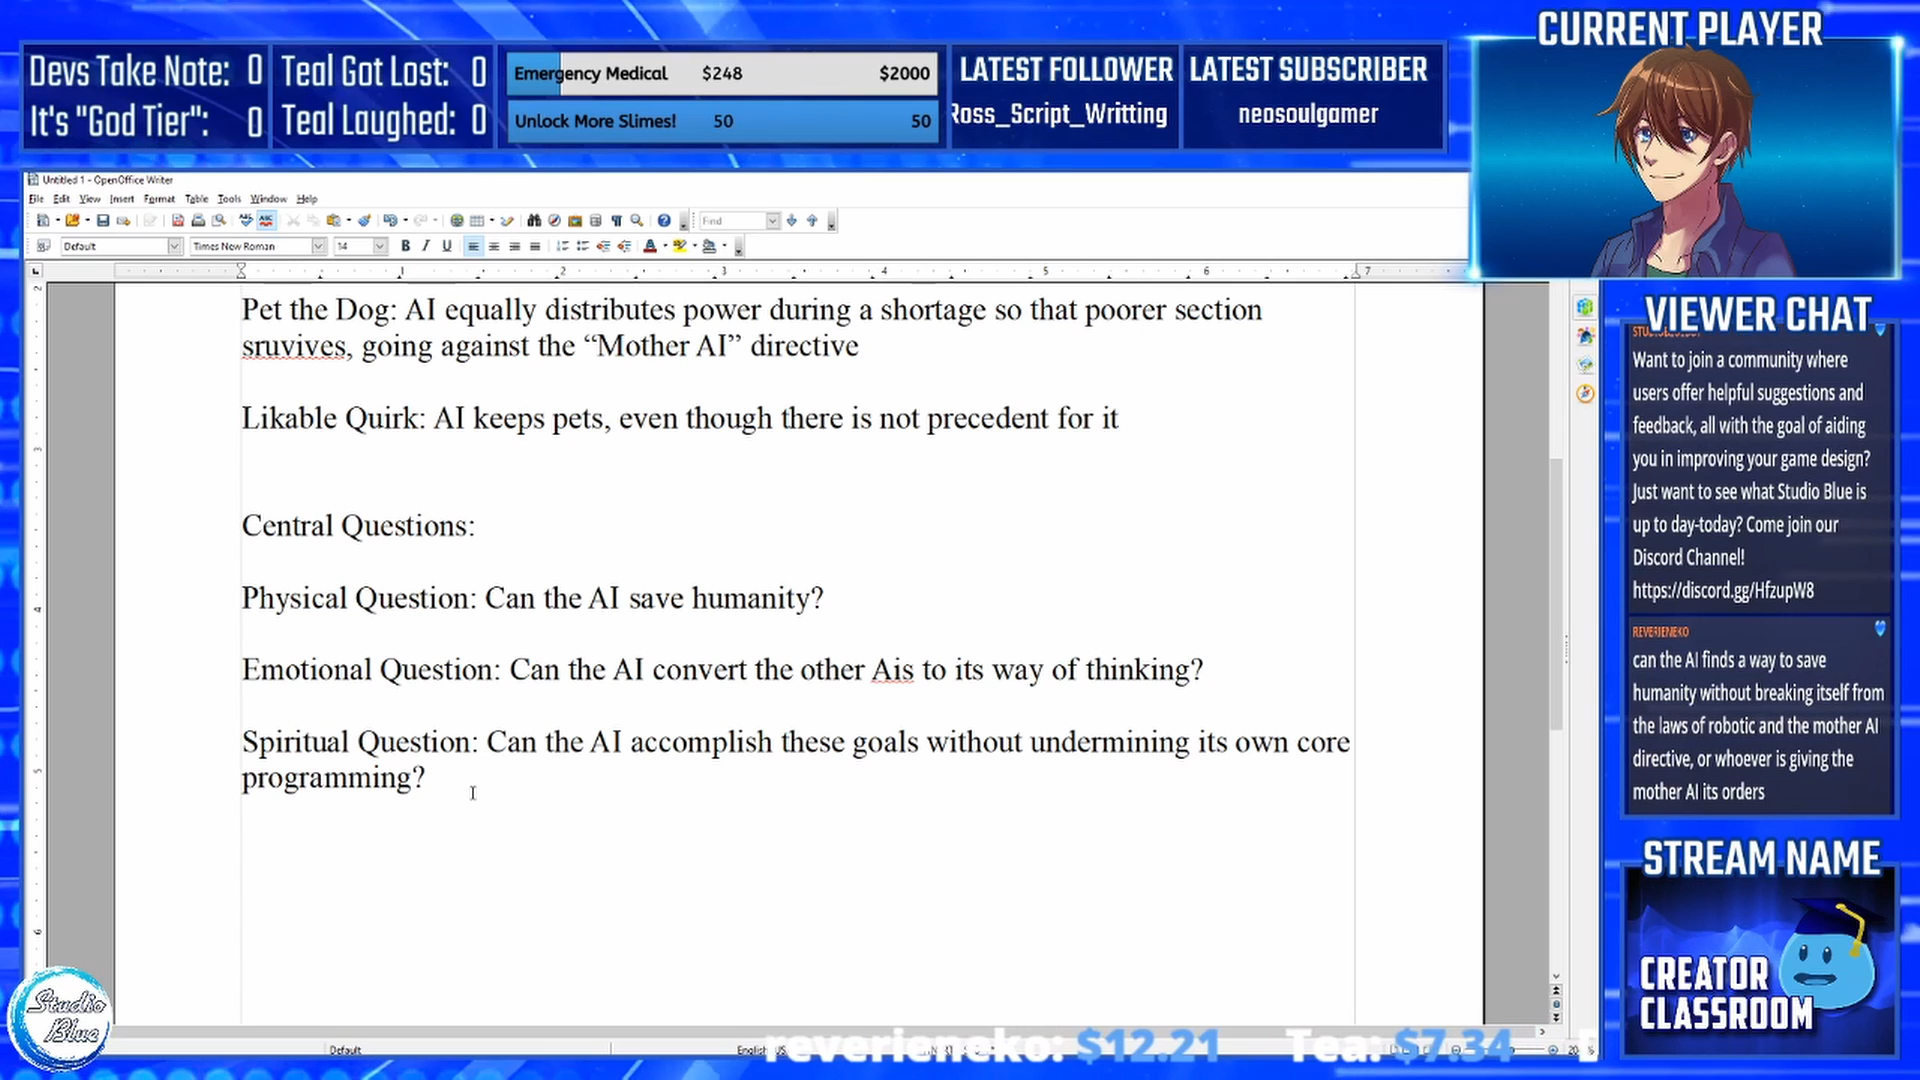 CURRENT PLAYER
Devs Take Note: 0
It's "God Tier": 0
Teal Got Lost: 0
Teal Laughed: 0
Emergency Medical $248 $2000
Unlock More Slimes! 50 50
LATEST FOLLOWER
Ross_Script_Writting
LATEST SUBSCRIBER
neosoulgamer
Untitled 1 - OpenOffice Writer
File Edit View Insert Format Table Tools Window Help
Find
Default Times New Roman 14 B I U
1 2 3 4 5 6 7
Pet the Dog: AI equally distributes power during a shortage so that poorer section
sruvives, going against the “Mother AI” directive
Likable Quirk: AI keeps pets, even though there is not precedent for it
Central Questions:
Physical Question: Can the AI save humanity?
Emotional Question: Can the AI convert the other Ais to its way of thinking?
Spiritual Question: Can the AI accomplish these goals without undermining its own core
programming?
VIEWER CHAT
Want to join a community where
users offer helpful suggestions and
feedback, all with the goal of aiding
you in improving your game design?
Just want to see what Studio Blue is
up to day-today? Come join our
Discord Channel!
https://discord.gg/HfzupW8
REVERIENEKO
can the AI finds a way to save
humanity without breaking itself from
the laws of robotic and the mother AI
directive, or whoever is giving the
mother AI its orders
STREAM NAME
CREATOR
CLASSROOM
Studio
Blue
Default
everieneko: $12.21 Tea: $7.34